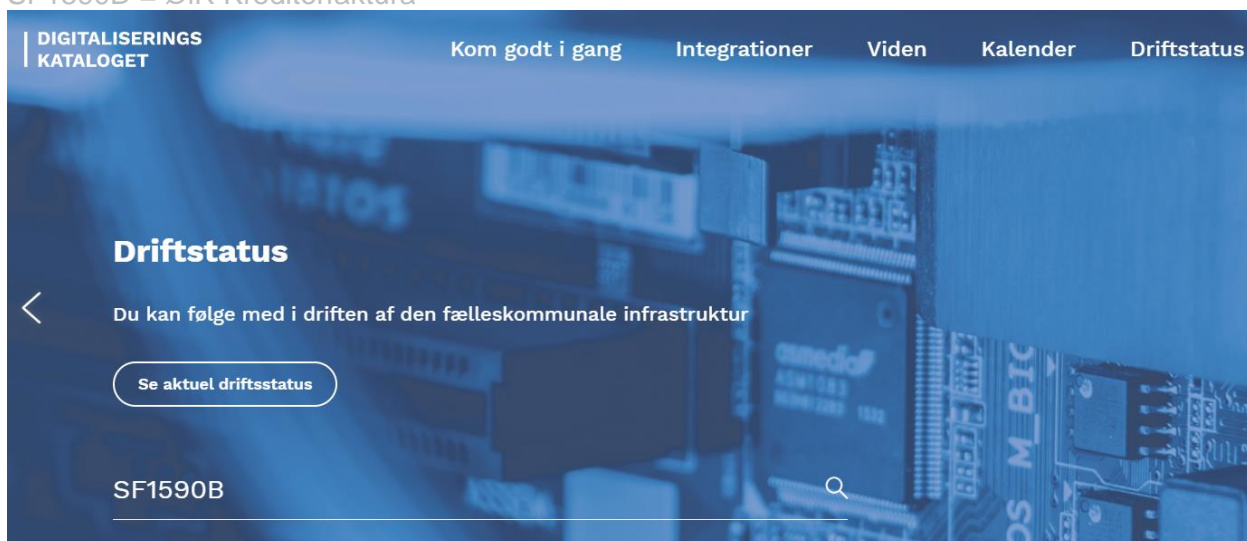 DIGITALISERINGS
KATALOGET
Kom godt i gang
Integrationer
Viden
Kalender
Driftstatus
Driftstatus
Du kan følge med i driften af den fælleskommunale infrastruktur
Se aktuel driftsstatus
SF1590B